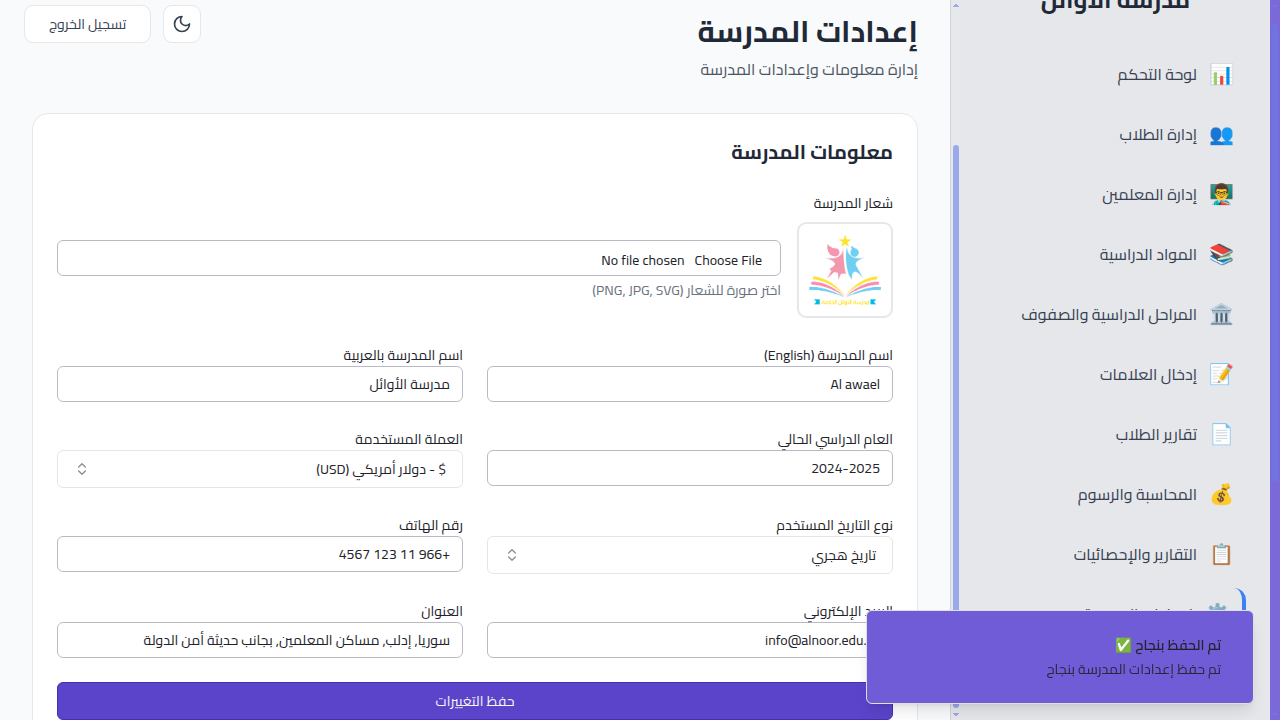 مدرسة الأوائل
لوحة التحكم
إدارة الطلاب
إدارة المعلمين
المواد الدراسية
المراحل الدراسية والصفوف
إدخال العلامات
تقارير الطلاب
المحاسبة والرسوم
التقارير والإحصائيات
إعدادات المدرسة
إدارة معلومات وإعدادات المدرسة
تسجيل الخروج
معلومات المدرسة
شعار المدرسة
Choose File No file chosen
اختر صورة للشعار (PNG, JPG, SVG)
اسم المدرسة (English)
Al awael
اسم المدرسة بالعربية
مدرسة الأوائل
العام الدراسي الحالي
2024-2025
العملة المستخدمة
$ - دولار أمريكي (USD)
نوع التاريخ المستخدم
تاريخ هجري
رقم الهاتف
+966 11 123 4567
البريد الإلكتروني
info@alnoor.edu.
العنوان
سوريا, إدلب, مساكن المعلمين, بجانب حديثة أمن الدولة
حفظ التغييرات
تم الحفظ بنجاح ✅
تم حفظ إعدادات المدرسة بنجاح